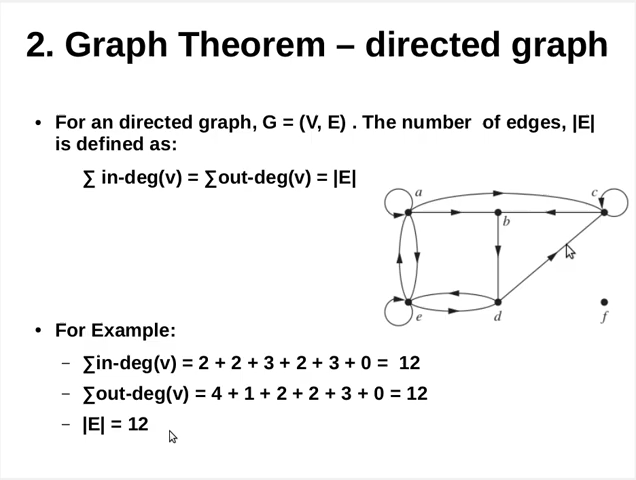 2. Graph Theorem – directed graph
• For an directed graph, G = (V, E) . The number of edges, |E|
is defined as:
∑ in-deg(v) = ∑out-deg(v) = |E|
a
c
b
e
d
f
• For Example:
– ∑in-deg(v) = 2 + 2 + 3 + 2 + 3 + 0 = 12
– ∑out-deg(v) = 4 + 1 + 2 + 2 + 3 + 0 = 12
– |E| = 12